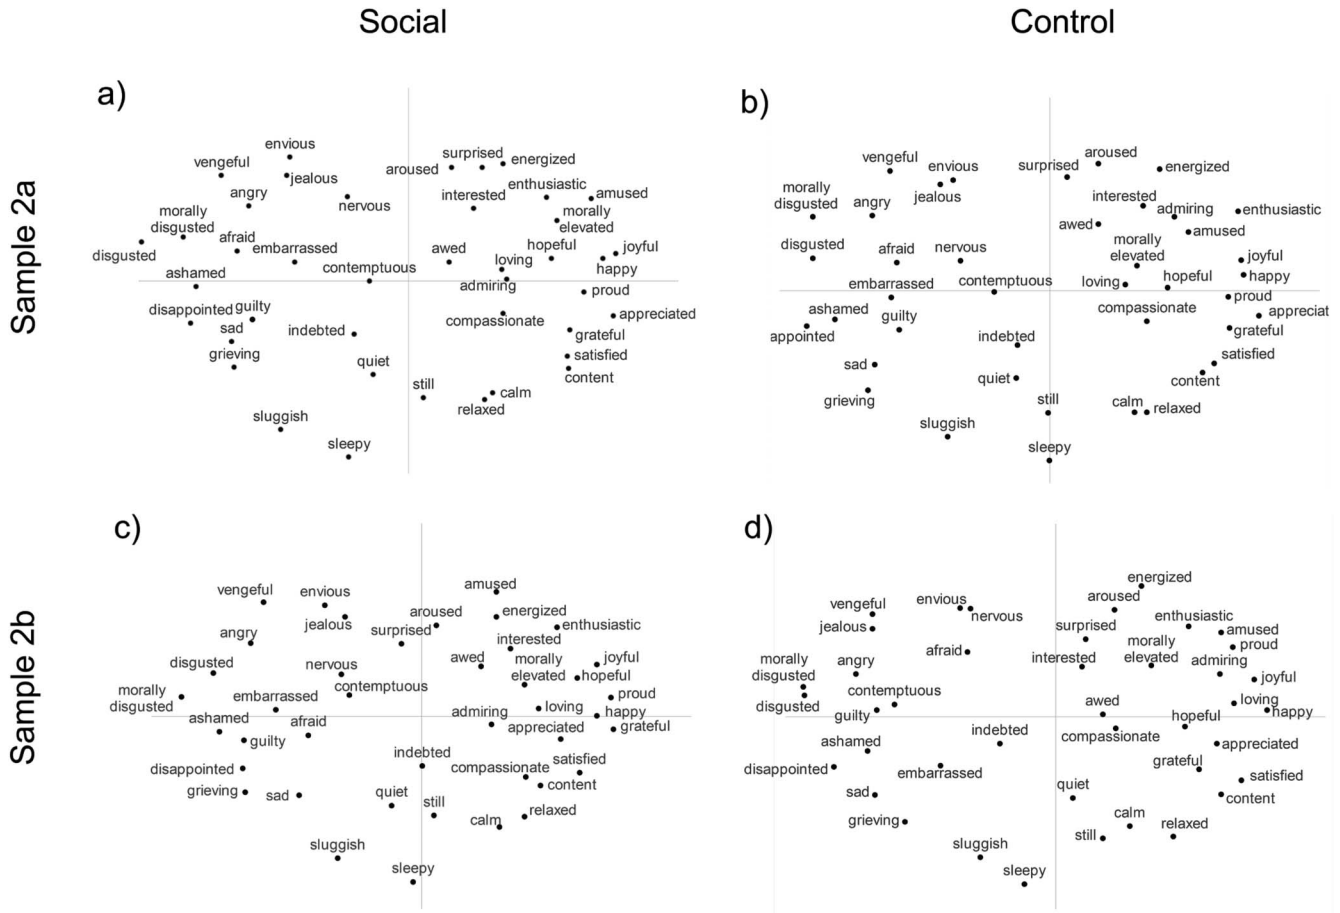 Social
Control
Sample 2a
a)
envious
vengeful
jealous
angry
nervous
morally
disgusted
disgusted
afraid
embarrassed
contemptuous
ashamed
disappointed
guilty
sad
grieving
indebted
quiet
sluggish
sleepy
surprised
aroused
energized
interested
enthusiastic
amused
morally
elevated
awed
hopeful
joyful
loving
happy
admiring
proud
compassionate
appreciated
grateful
satisfied
content
still
calm
relaxed
b)
vengeful
envious
jealous
morally
disgusted
angry
disgusted
afraid
nervous
embarrassed
contemptuous
ashamed
appointed
guilty
indebted
sad
quiet
grieving
sluggish
still
sleepy
aroused
surprised
energized
interested
admiring
enthusiastic
awed
amused
morally
elevated
joyful
loving
hopeful
happy
proud
compassionate
appreciat
grateful
satisfied
content
calm
relaxed
Sample 2b
c)
vengeful
envious
jealous
angry
surprised
aroused
amused
energized
enthusiastic
interested
disgusted
nervous
awed
morally
elevated
joyful
hopeful
morally
disgusted
embarrassed
contemptuous
proud
ashamed
afraid
admiring
loving
happy
guilty
appreciated
grateful
disappointed
indebted
compassionate
satisfied
content
grieving
sad
quiet
still
calm
relaxed
sluggish
sleepy
d)
energized
vengeful
envious
nervous
aroused
jealous
surprised
enthusiastic
amused
proud
afraid
interested
morally
elevated
admiring
morally
disgusted
angry
joyful
disgusted
contemptuous
guilty
awed
loving
happy
hopeful
ashamed
indebted
compassionate
appreciated
disappointed
embarrassed
grateful
satisfied
sad
quiet
content
grieving
calm
still
relaxed
sluggish
sleepy